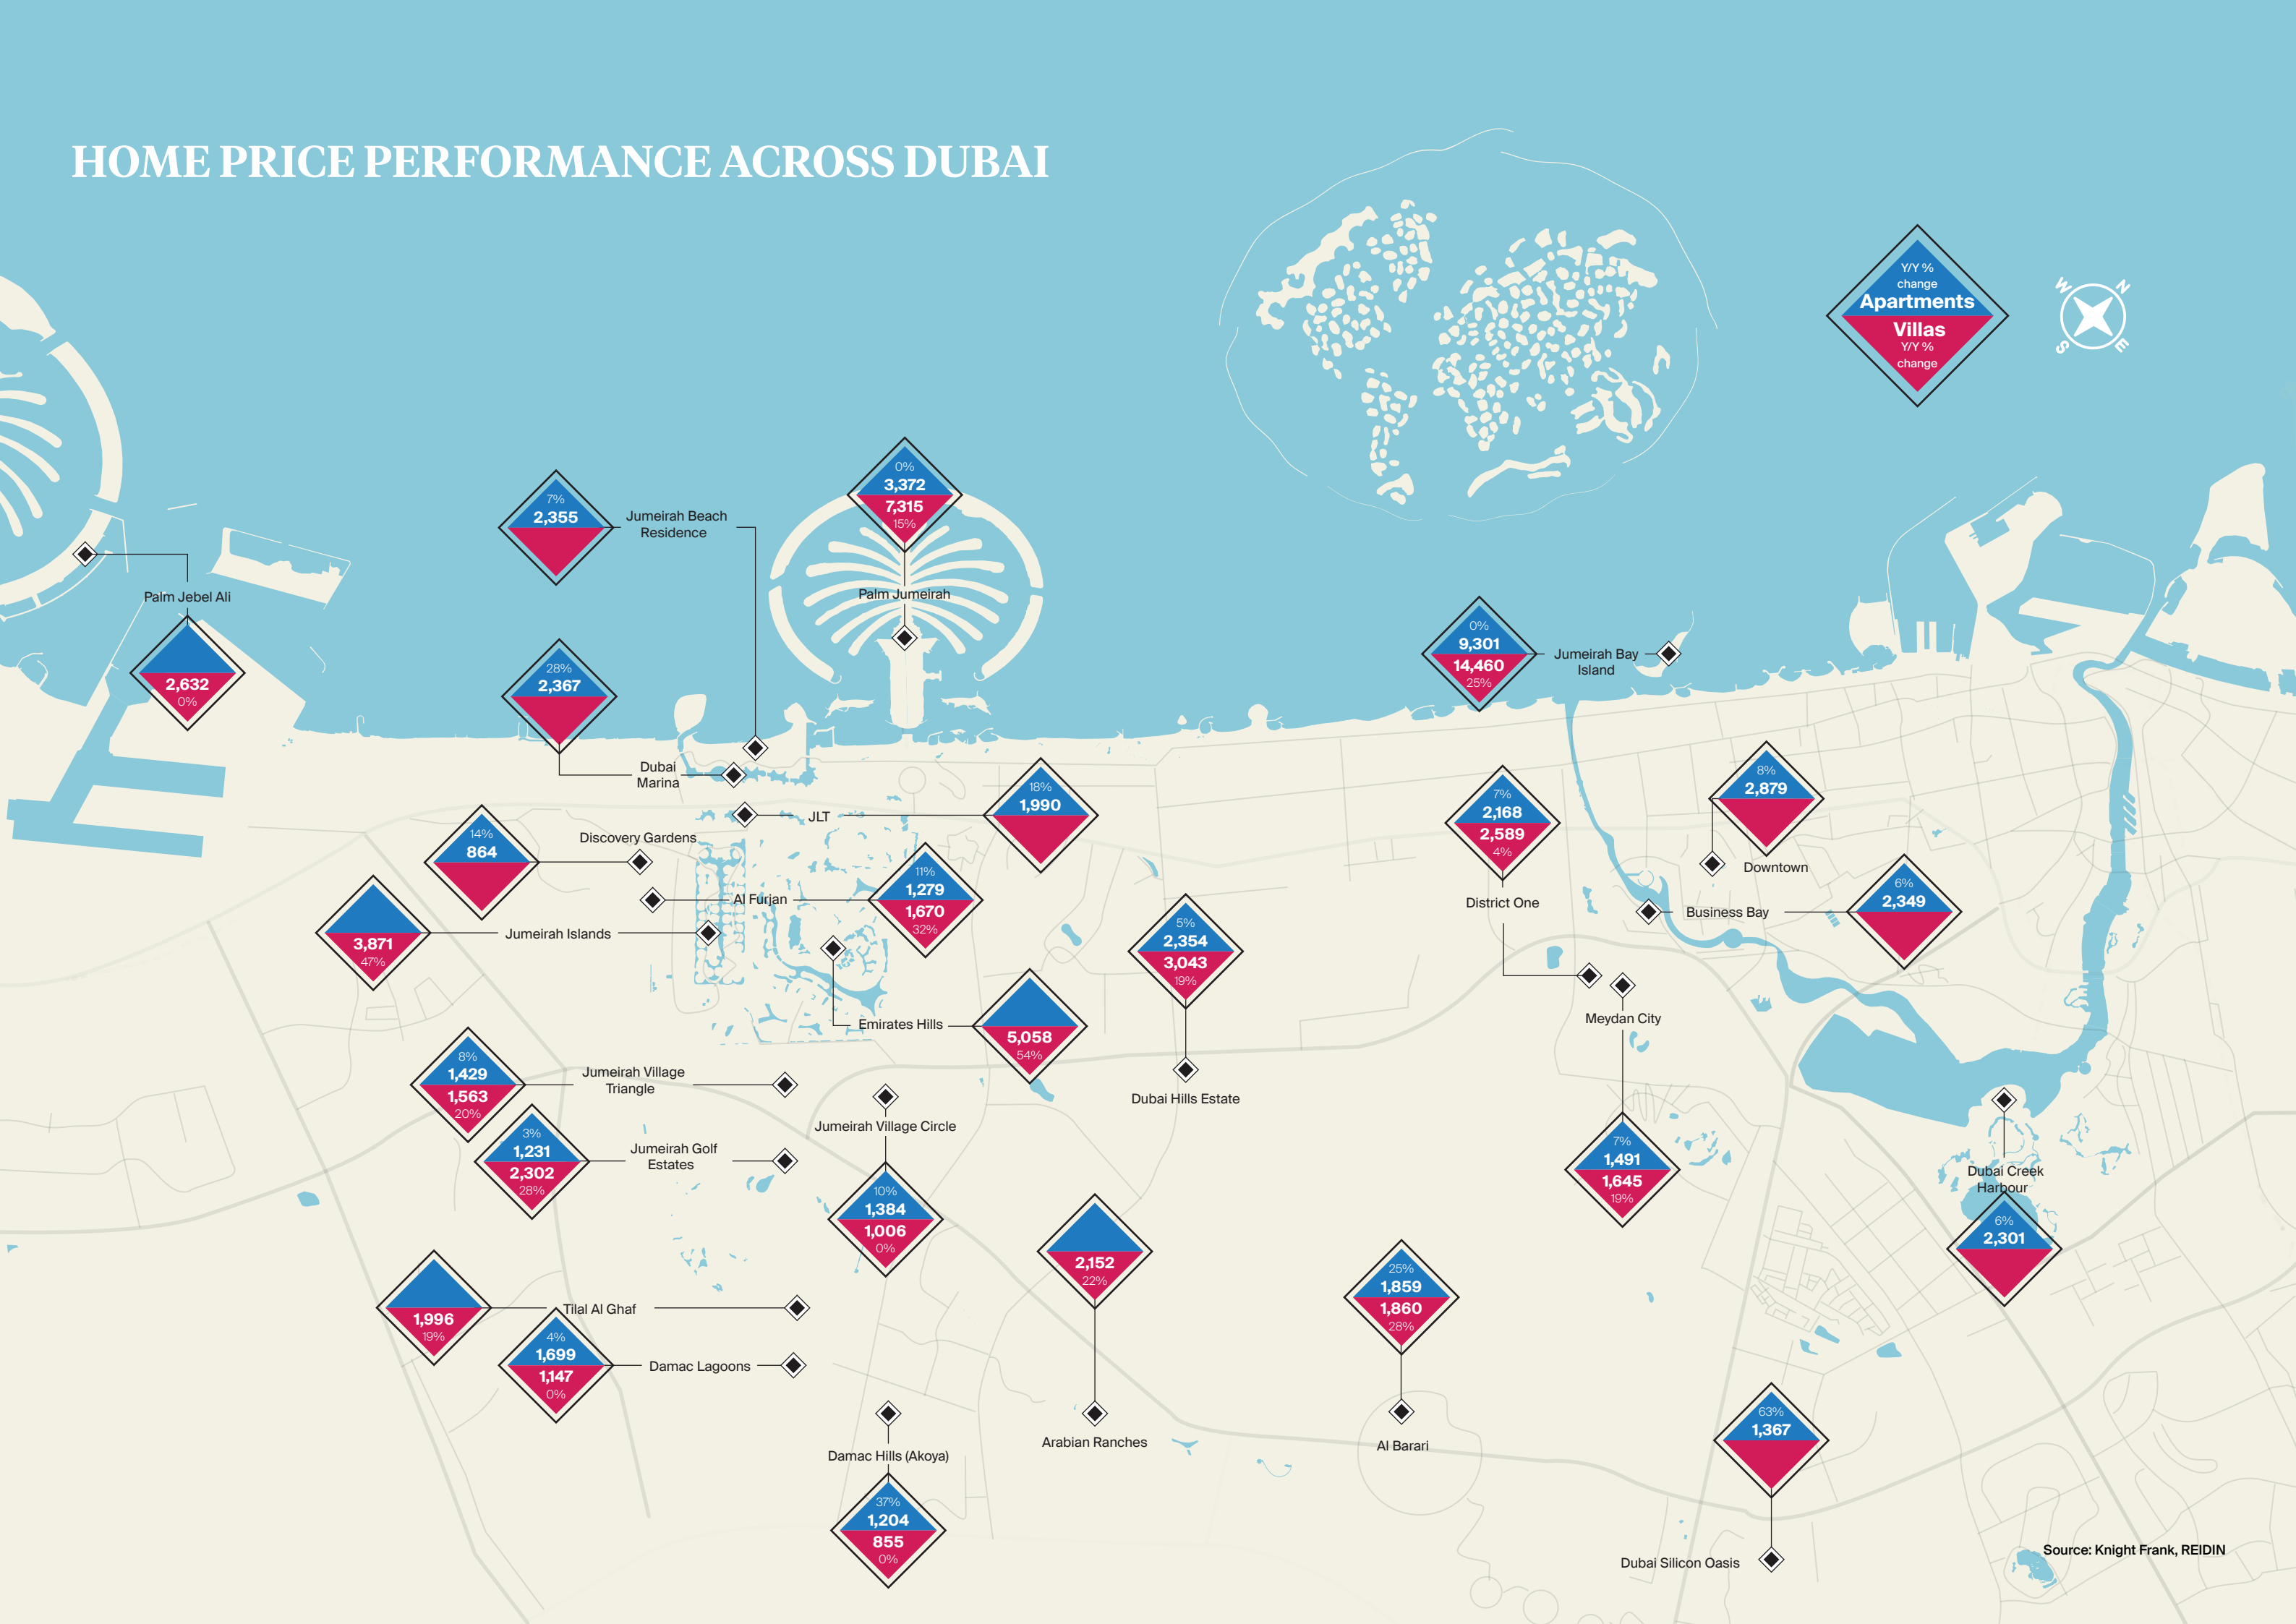 HOME PRICE PERFORMANCE ACROSS DUBAI
Y/Y %
change
Apartments
Villas
Y/Y %
change
W
N
S
E
0%
3,372
7,315
15%
Palm Jumeirah
7%
2,355
Jumeirah Beach
Residence
Palm Jebel Ali
2,632
0%
28%
2,367
Dubai
Marina
0%
9,301
14,460
25%
Jumeirah Bay
Island
18%
1,990
JLT
7%
2,168
2,589
4%
District One
8%
2,879
Downtown
14%
864
Discovery Gardens
11%
1,279
1,670
32%
Al Furjan
6%
2,349
Business Bay
3,871
47%
Jumeirah Islands
5%
2,354
3,043
19%
Dubai Hills Estate
Emirates Hills
5,058
54%
Meydan City
7%
1,491
1,645
19%
8%
1,429
1,563
20%
Jumeirah Village
Triangle
3%
1,231
2,302
28%
Jumeirah Golf
Estates
Jumeirah Village Circle
10%
1,384
1,006
0%
Dubai Creek
Harbour
6%
2,301
2,152
22%
Arabian Ranches
25%
1,859
1,860
28%
Al Barari
1,996
19%
Tilal Al Ghaf
4%
1,699
1,147
0%
Damac Lagoons
Damac Hills (Akoya)
37%
1,204
855
0%
63%
1,367
Dubai Silicon Oasis
Source: Knight Frank, REIDIN